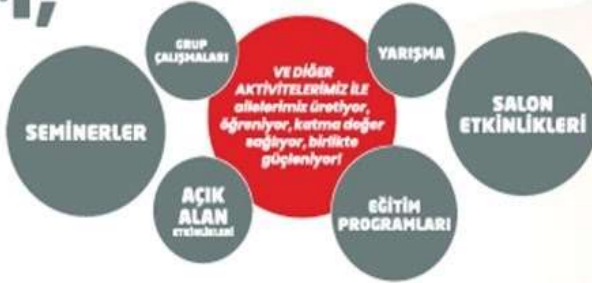 GRUP
ÇALIŞMALARI
YARIŞMA
SEMİNERLER
VE DİĞER
AKTİVİTELERİMİZ İLE
ailelerimiz üretiyor,
öğreniyor, katma değer
sağlıyor, birlikte
güçleniyor!
SALON
ETKİNLİKLERİ
AÇIK
ALAN
ETKİNLİKLERİ
EĞİTİM
PROGRAMLARI